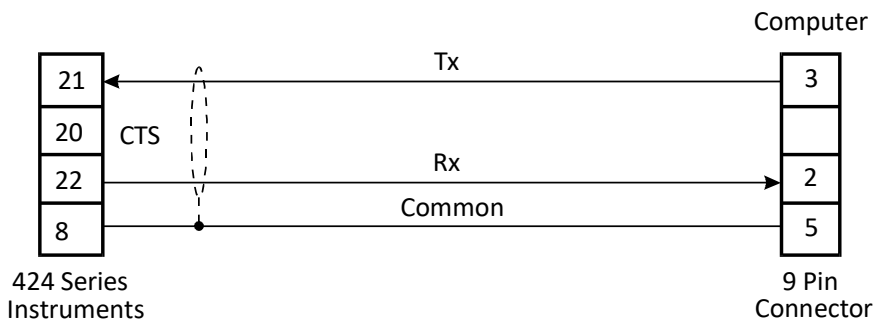 Computer
21 Tx 3
20 CTS
22 Rx 2
8 Common 5
424 Series
Instruments
9 Pin
Connector